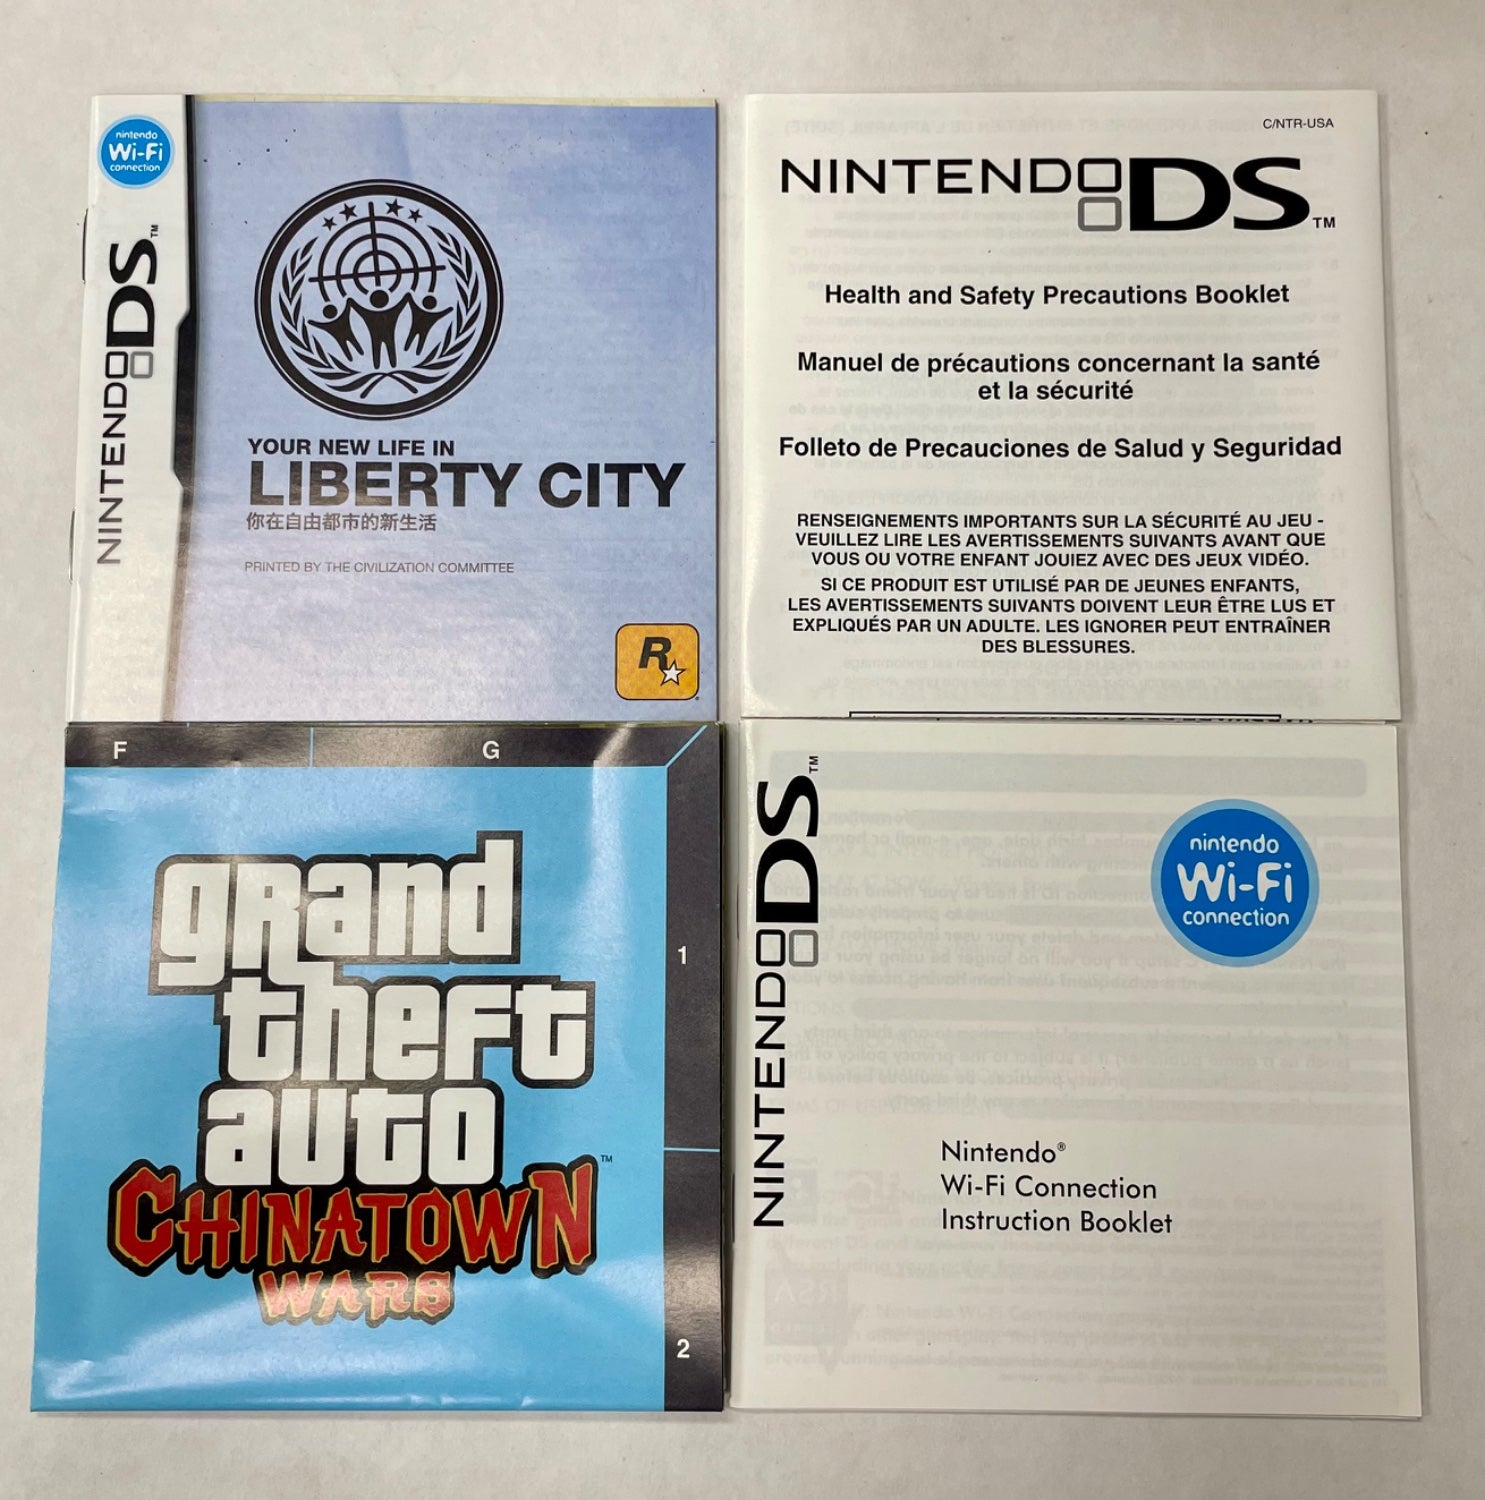 nintendo
Wi-Fi
connection
NINTENDO DS™
YOUR NEW LIFE IN
LIBERTY CITY
你在自由都市的新生活
PRINTED BY THE CIVILIZATION COMMITTEE
R
C/NTR-USA
NINTENDO DS™
Health and Safety Precautions Booklet
Manuel de précautions concernant la santé
et la sécurité
Folleto de Precauciones de Salud y Seguridad
RENSEIGNEMENTS IMPORTANTS SUR LA SÉCURITÉ AU JEU -
VEUILLEZ LIRE LES AVERTISSEMENTS SUIVANTS AVANT QUE
VOUS OU VOTRE ENFANT JOUIEZ AVEC DES JEUX VIDÉO.
SI CE PRODUIT EST UTILISÉ PAR DE JEUNES ENFANTS,
LES AVERTISSEMENTS SUIVANTS DOIVENT LEUR ÊTRE LUS ET
EXPLIQUÉS PAR UN ADULTE. LES IGNORER PEUT ENTRAÎNER
DES BLESSURES.
F G
grand
theft
auto
CHINATOWN™
WARS
1
2
NINTENDO DS™
nintendo
Wi-Fi
connection
Nintendo®
Wi-Fi Connection
Instruction Booklet